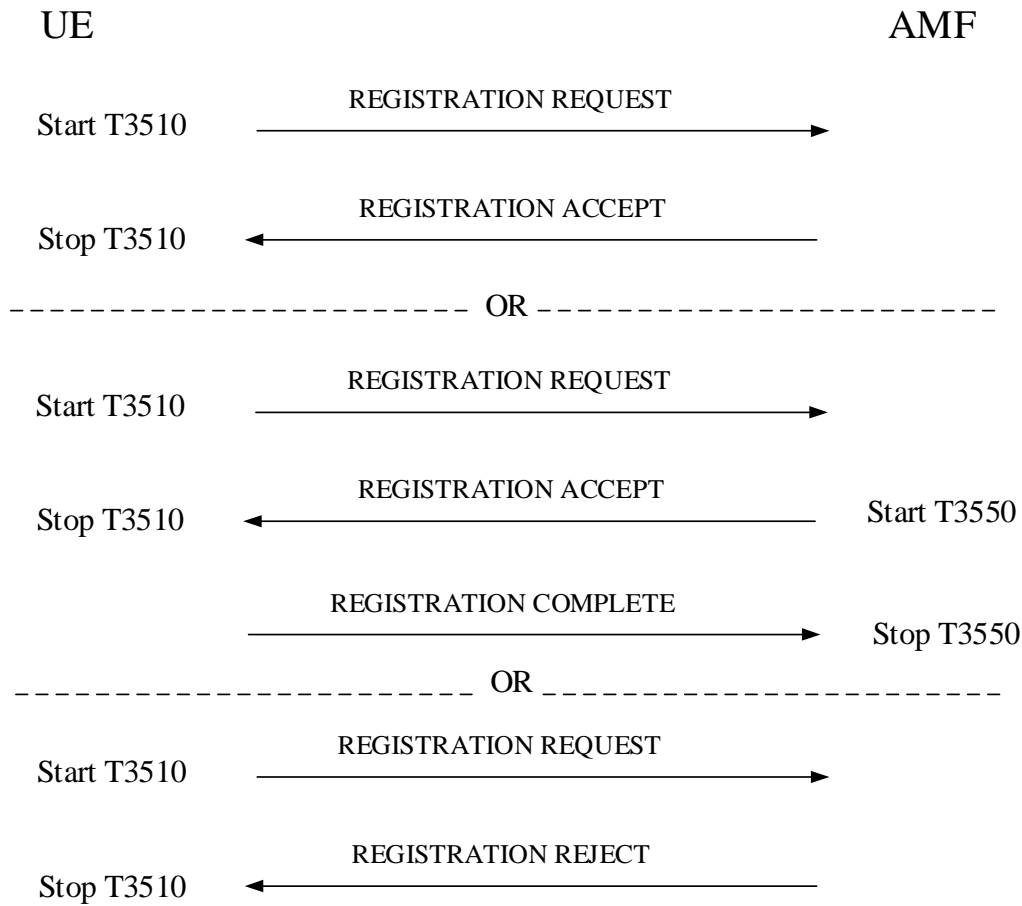 UE AMF
REGISTRATION REQUEST
Start T3510
REGISTRATION ACCEPT
Stop T3510
OR
REGISTRATION REQUEST
Start T3510
REGISTRATION ACCEPT
Stop T3510 Start T3550
REGISTRATION COMPLETE
Stop T3550
OR
REGISTRATION REQUEST
Start T3510
REGISTRATION REJECT
Stop T3510